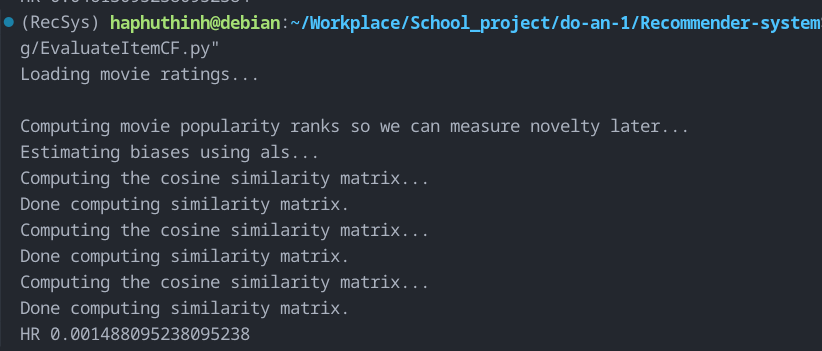 (RecSys) haphuthinh@debian:~/Workplace/School_project/do-an-1/Recommender-system
g/EvaluateItemCF.py"
Loading movie ratings...
Computing movie popularity ranks so we can measure novelty later...
Estimating biases using als...
Computing the cosine similarity matrix...
Done computing similarity matrix.
Computing the cosine similarity matrix...
Done computing similarity matrix.
Computing the cosine similarity matrix...
Done computing similarity matrix.
HR 0.001488095238095238